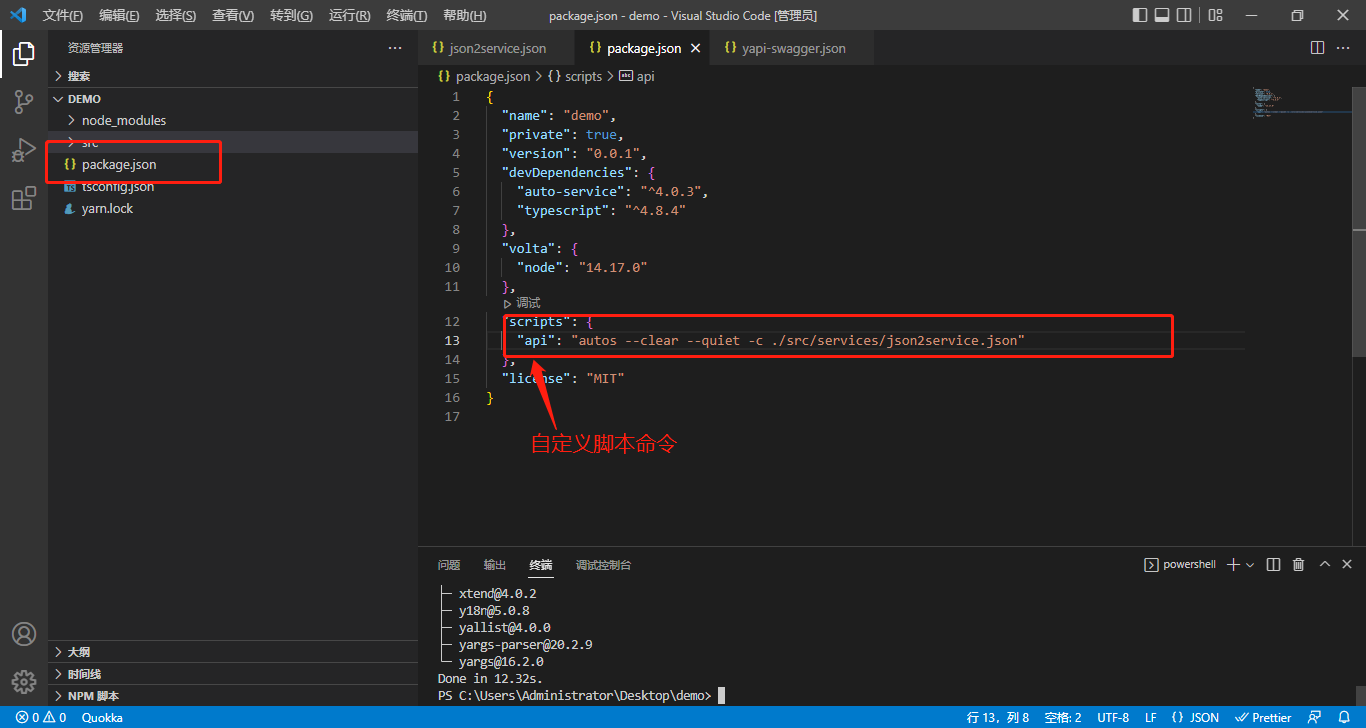 文件(F) 编辑(E) 选择(S) 查看(V) 转到(G) 运行(R) 终端(T) 帮助(H) package.json - demo - Visual Studio Code [管理员]
资源管理器
搜索
DEMO
node_modules
src
package.json
tsconfig.json
yarn.lock
大纲
时间线
NPM 脚本
json2service.json package.json yapi-swagger.json
package.json > {} scripts > api
1 {
2 "name": "demo",
3 "private": true,
4 "version": "0.0.1",
5 "devDependencies": {
6 "auto-service": "^4.0.3",
7 "typescript": "^4.8.4"
8 },
9 "volta": {
10 "node": "14.17.0"
11 },
调试
12 "scripts": {
13 "api": "autos --clear --quiet -c ./src/services/json2service.json"
14 },
15 "license": "MIT"
16 }
17
自定义脚本命令
问题 输出 终端 调试控制台 powershell
├─ xtend@4.0.2
├─ y18n@5.0.8
├─ yallist@4.0.0
├─ yargs-parser@20.2.9
└─ yargs@16.2.0
Done in 12.32s.
PS C:\Users\Administrator\Desktop\demo>
0 0 Quokka 行 13，列 8 空格: 2 UTF-8 LF {} JSON Prettier